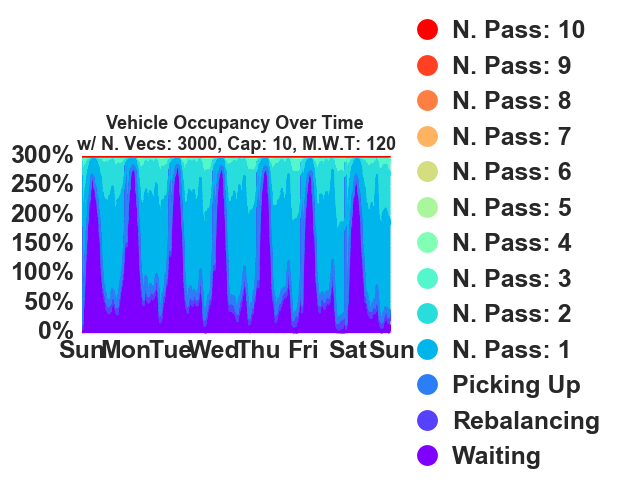 Vehicle Occupancy Over Time
w/ N. Vecs: 3000, Cap: 10, M.W.T: 120
300%
250%
200%
150%
100%
50%
0%
Sun Mon Tue Wed Thu Fri Sat Sun
N. Pass: 10
N. Pass: 9
N. Pass: 8
N. Pass: 7
N. Pass: 6
N. Pass: 5
N. Pass: 4
N. Pass: 3
N. Pass: 2
N. Pass: 1
Picking Up
Rebalancing
Waiting